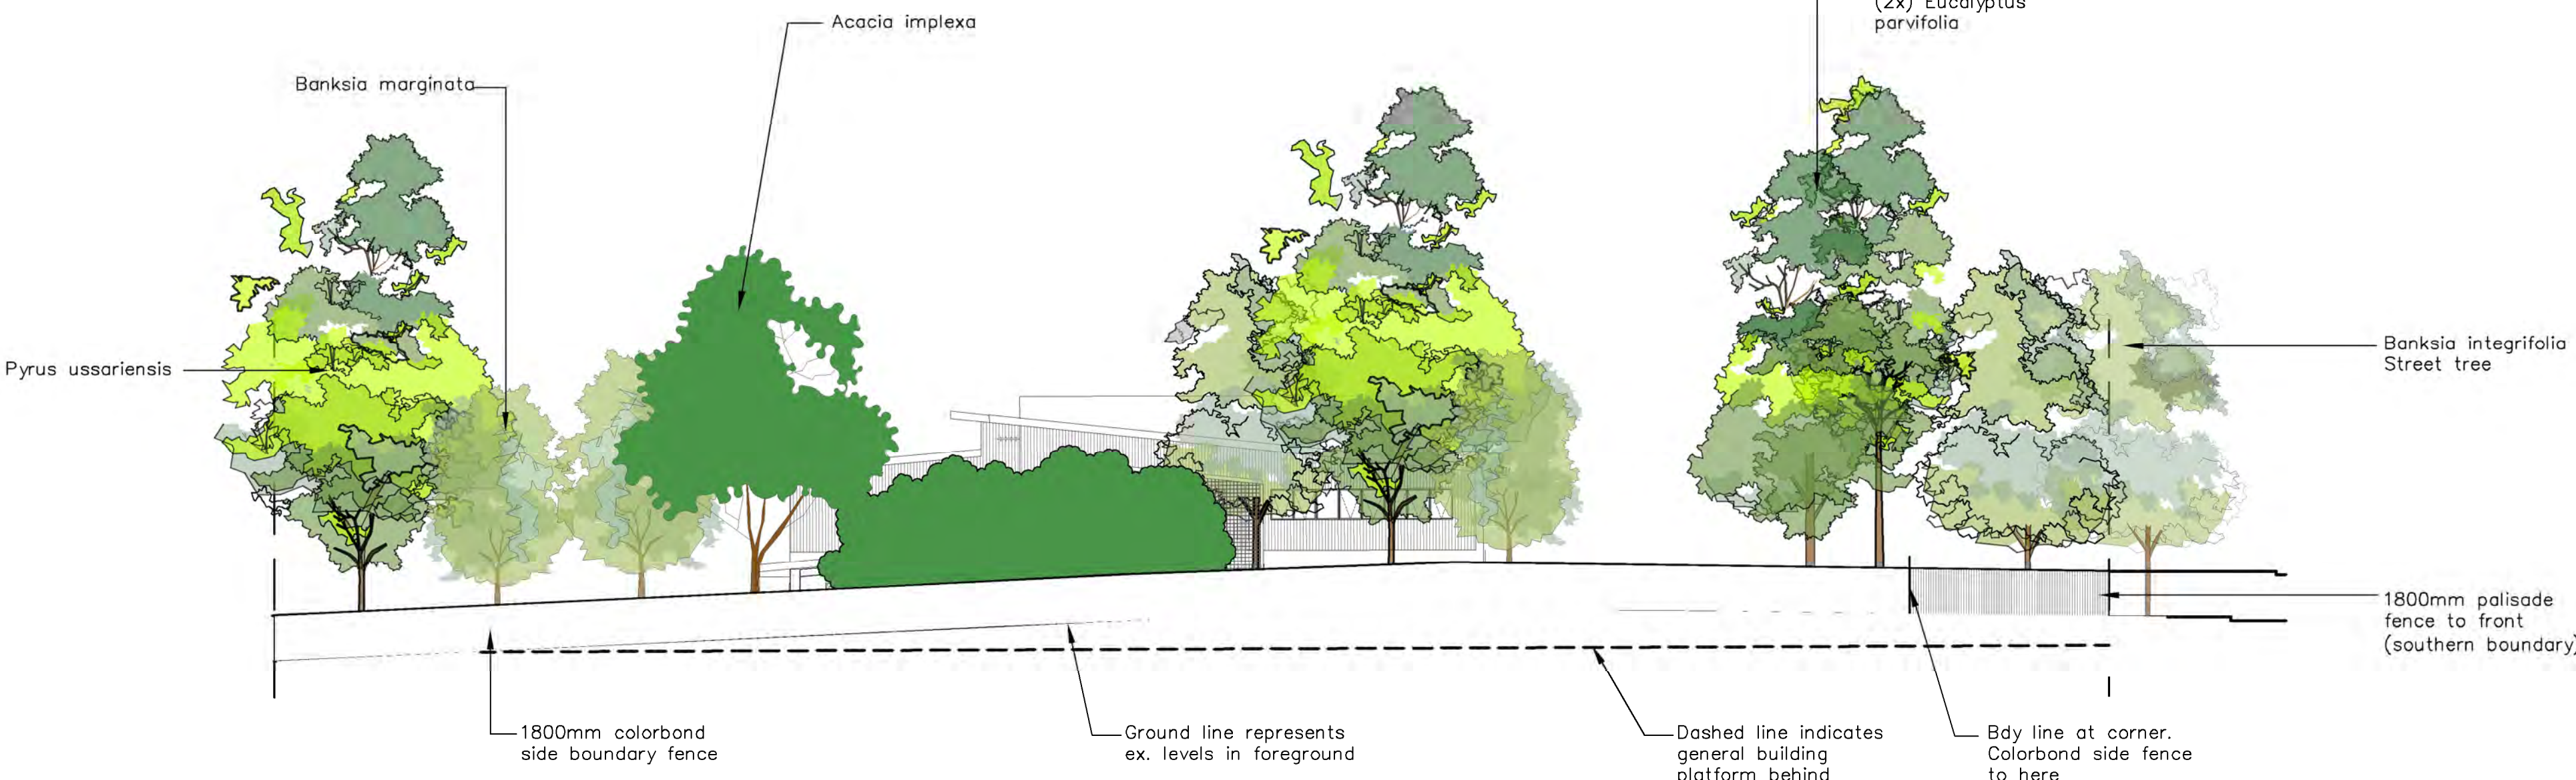 (2x) Eucalyptus
parvifolia
Acacia implexa
Banksia marginata
Pyrus ussariensis
Banksia integrifolia
Street tree
1800mm palisade
fence to front
(southern boundary)
1800mm colorbond
side boundary fence
Ground line represents
ex. levels in foreground
Dashed line indicates
general building
platform behind
Bdy line at corner.
Colorbond side fence
to here